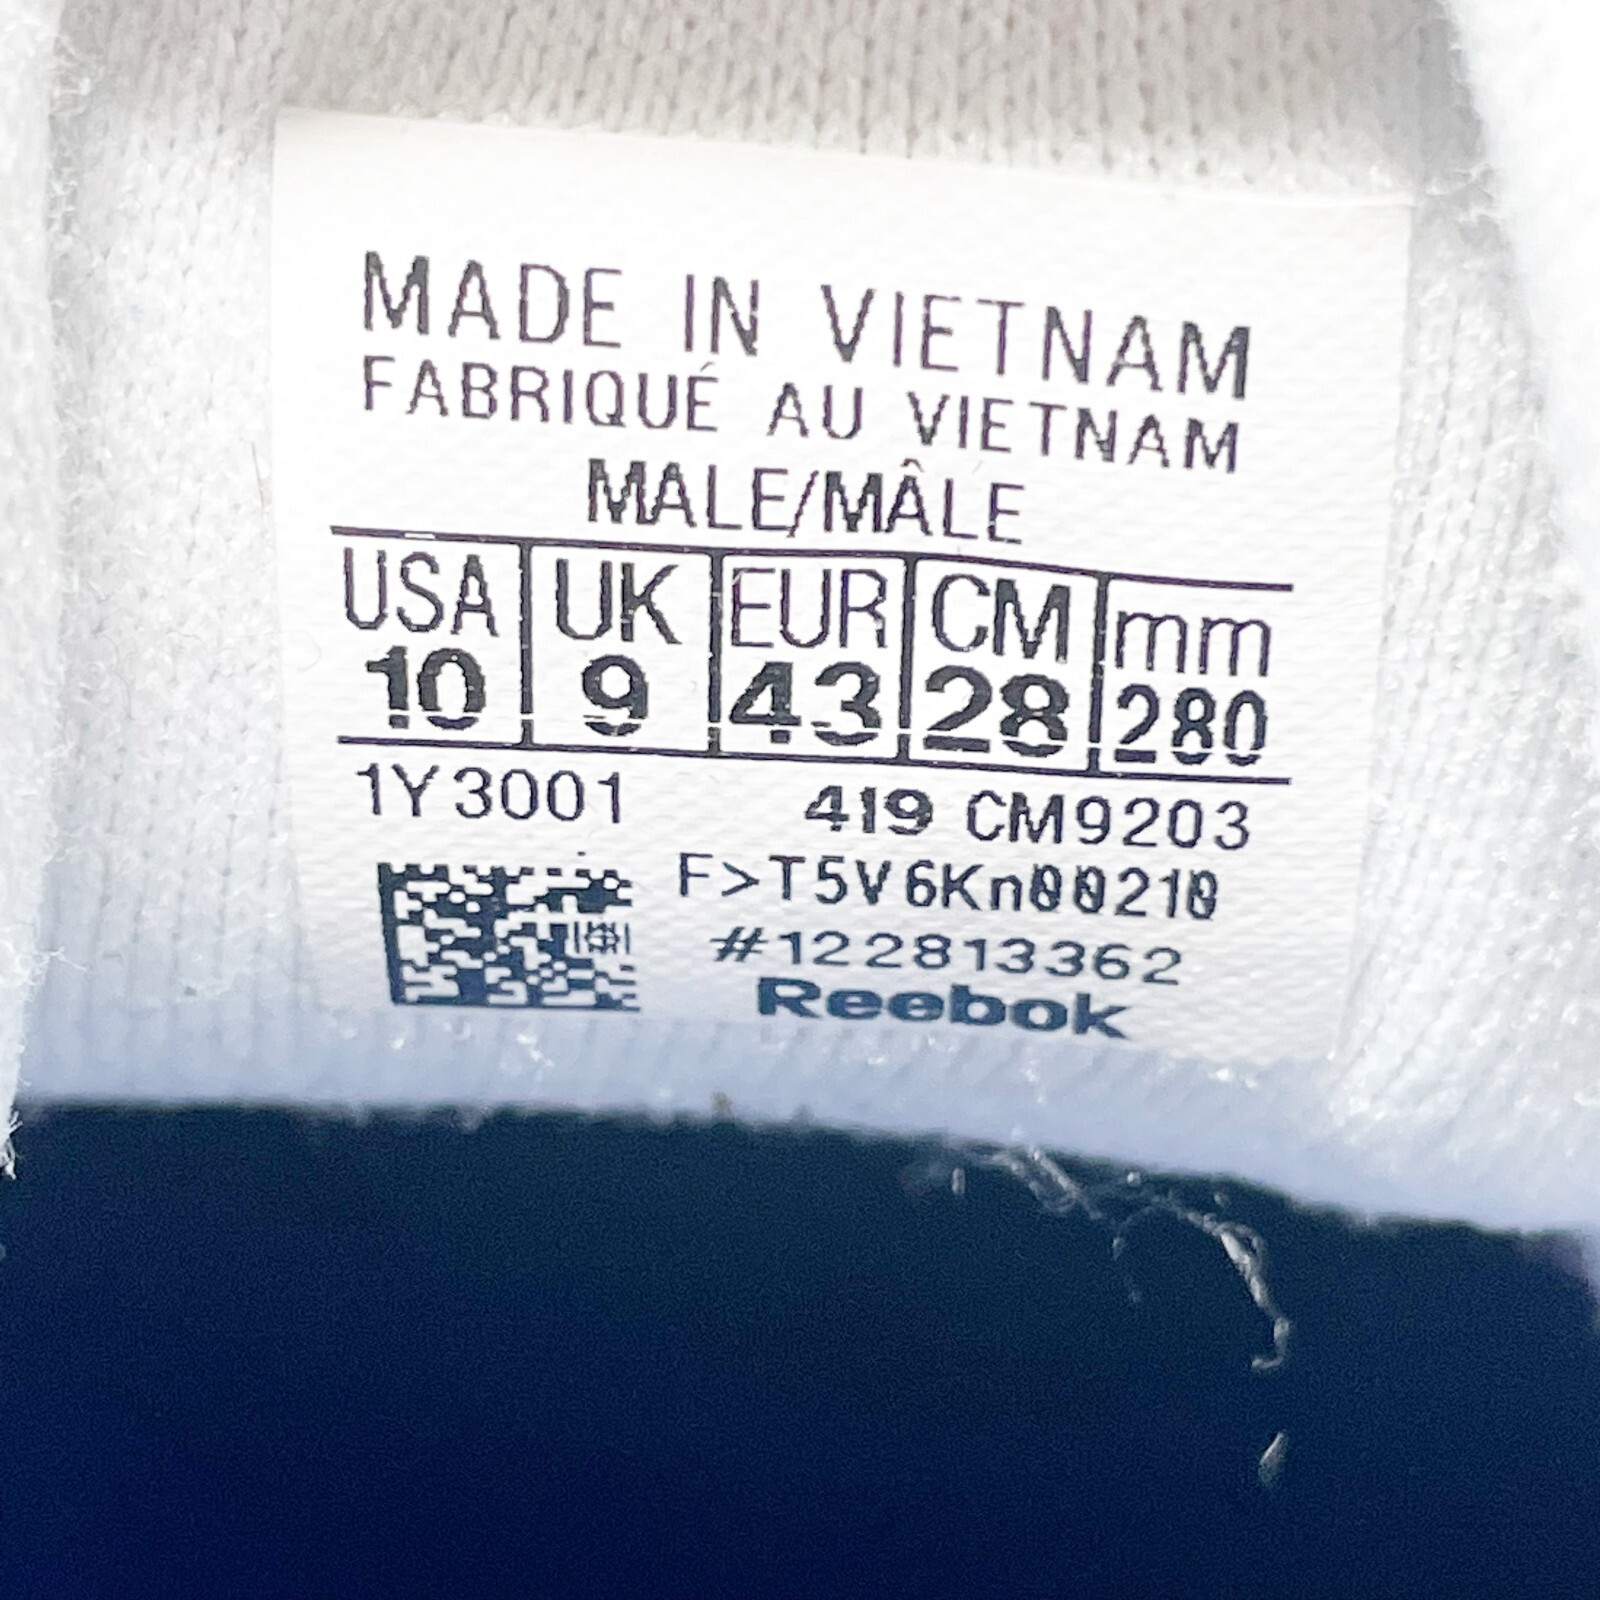 MADE IN VIETNAM
FABRIQUÉ AU VIETNAM
MALE/MÂLE
USA UK EUR CM mm
10 9 43 28 280
1Y3001 419 CM9203
F>T5V6Kn00210
#122813362
Reebok